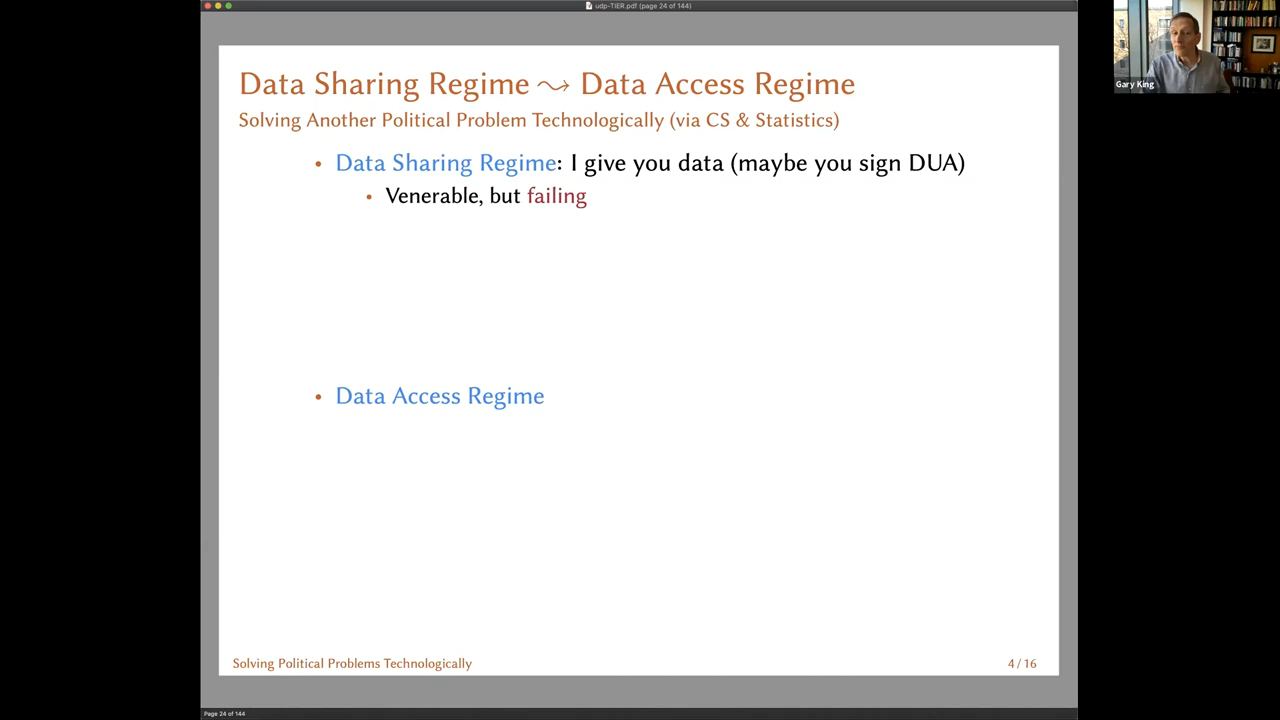 udp-TIER.pdf (page 24 of 144)
Gary King
Data Sharing Regime ⤳ Data Access Regime
Solving Another Political Problem Technologically (via CS & Statistics)
• Data Sharing Regime: I give you data (maybe you sign DUA)
• Venerable, but failing
• Data Access Regime
Solving Political Problems Technologically
4 / 16
Page 24 of 144